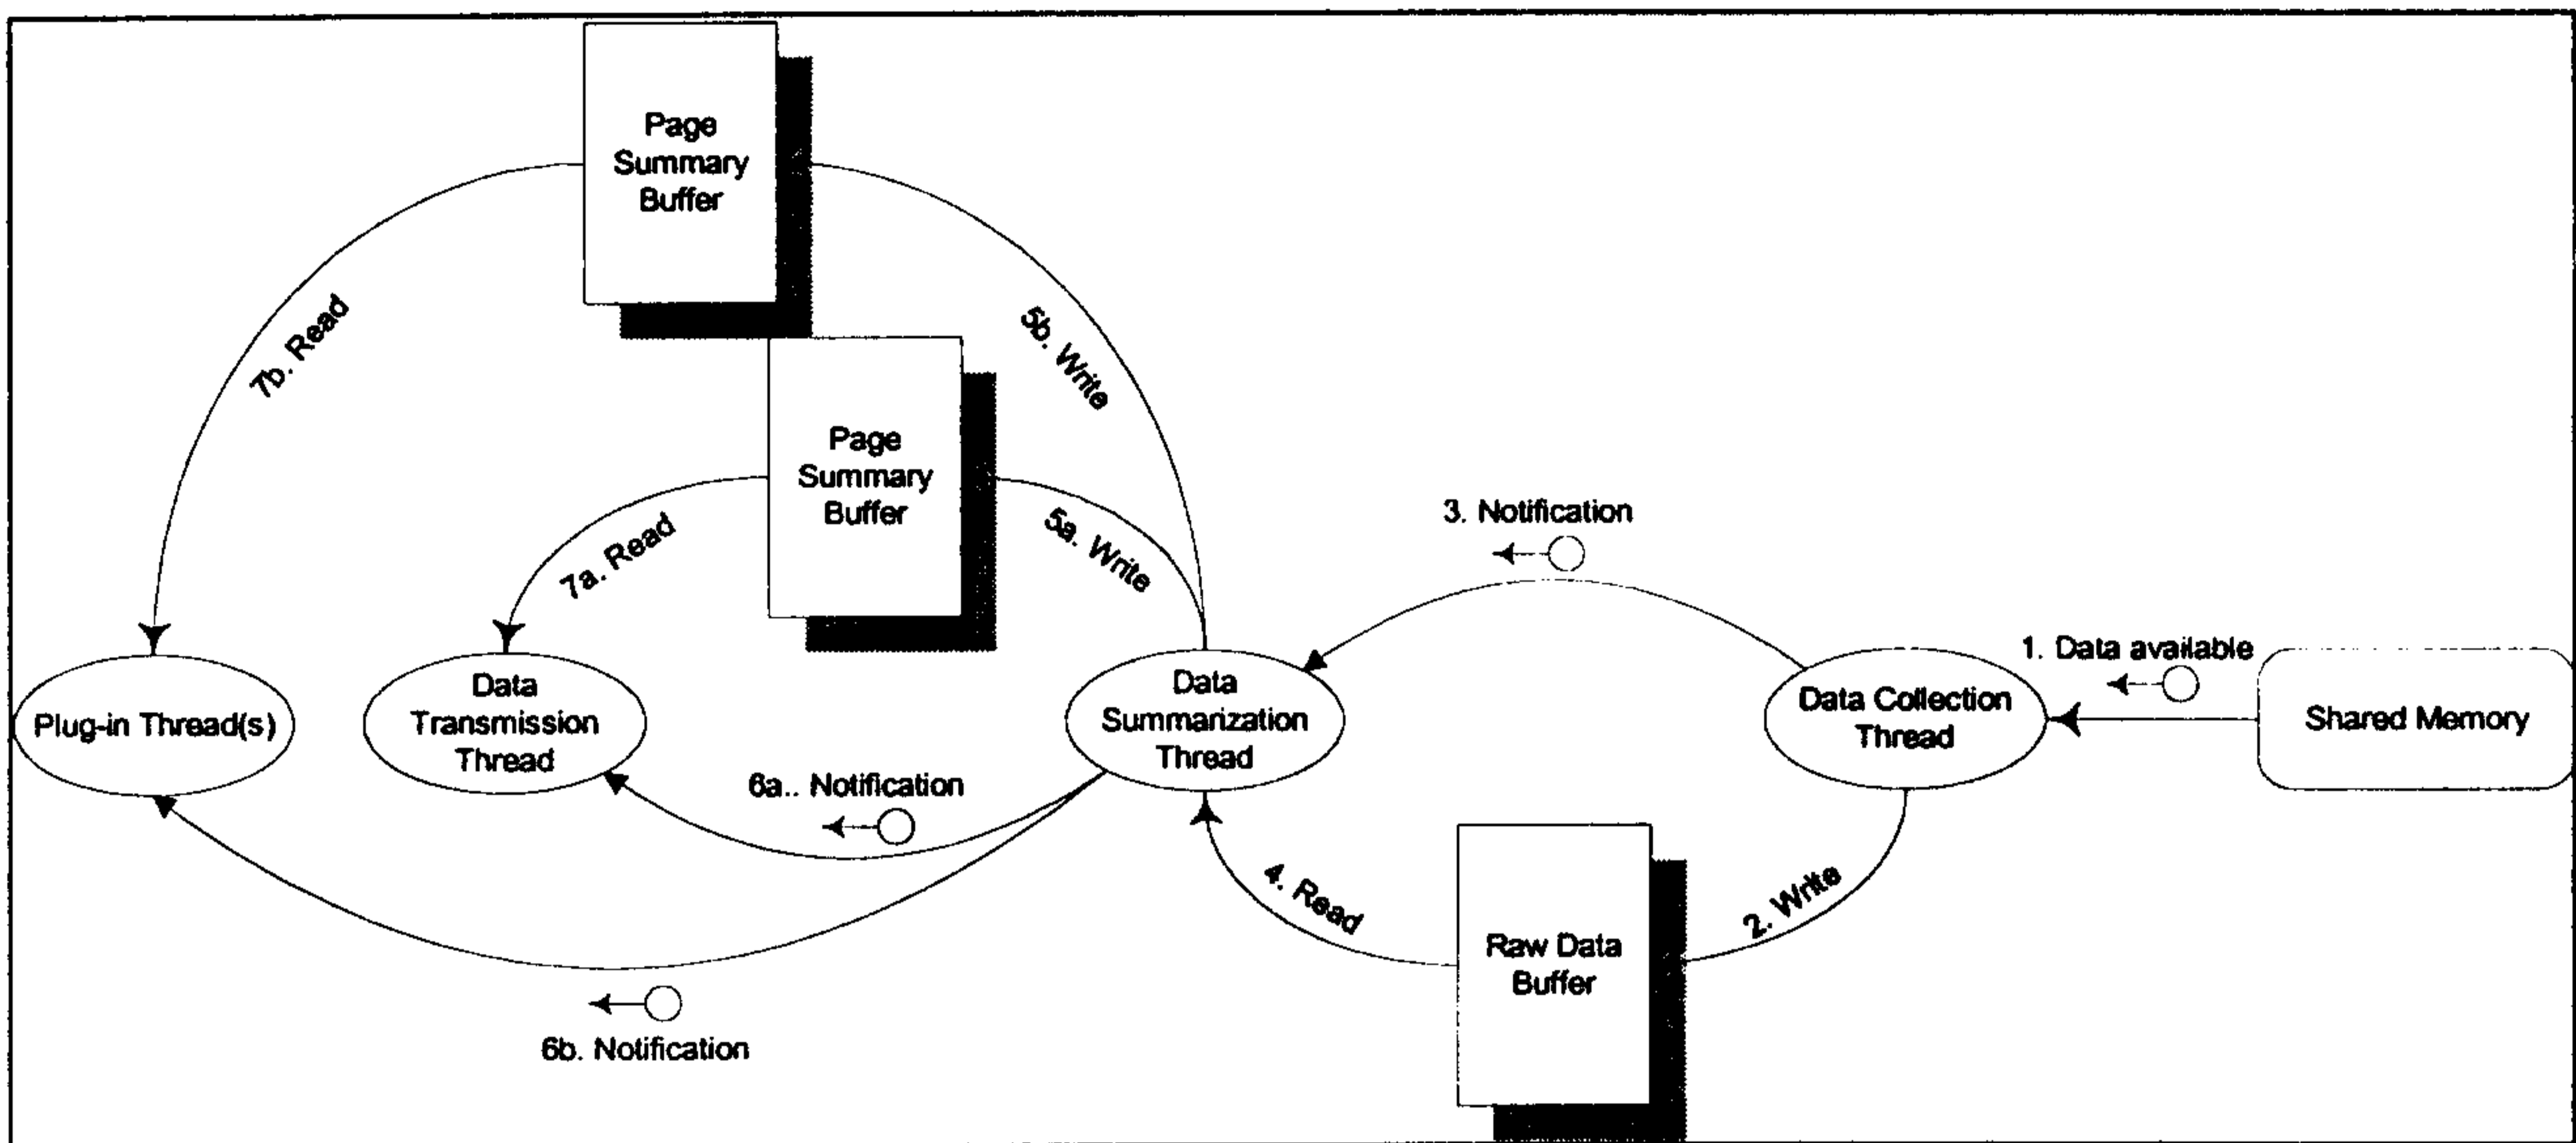 Page
Summary
Buffer
7b. Read
5b. Write
Page
Summary
Buffer
7a. Read
5a. Write
3. Notification
1. Data available
Plug-in Thread(s)
Data
Transmission
Thread
Data
Summarization
Thread
Data Collection
Thread
Shared Memory
6a.. Notification
4. Read
2. Write
Raw Data
Buffer
6b. Notification